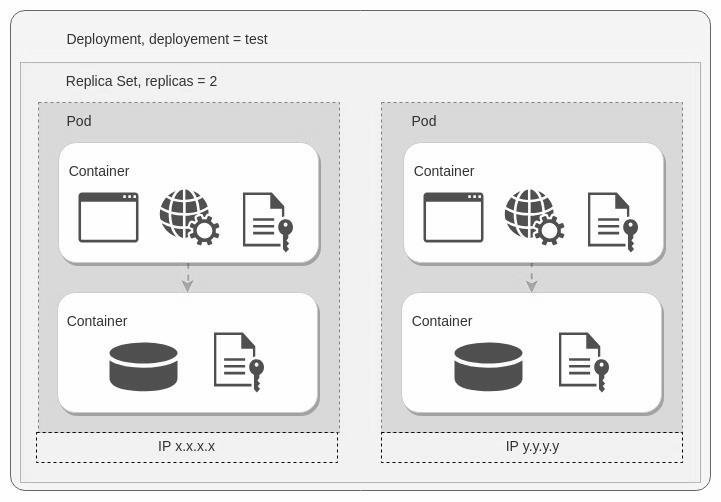 Deployment, deployement = test
Replica Set, replicas = 2
Pod
Container
Container
IP x.x.x.x
Pod
Container
Container
IP y.y.y.y